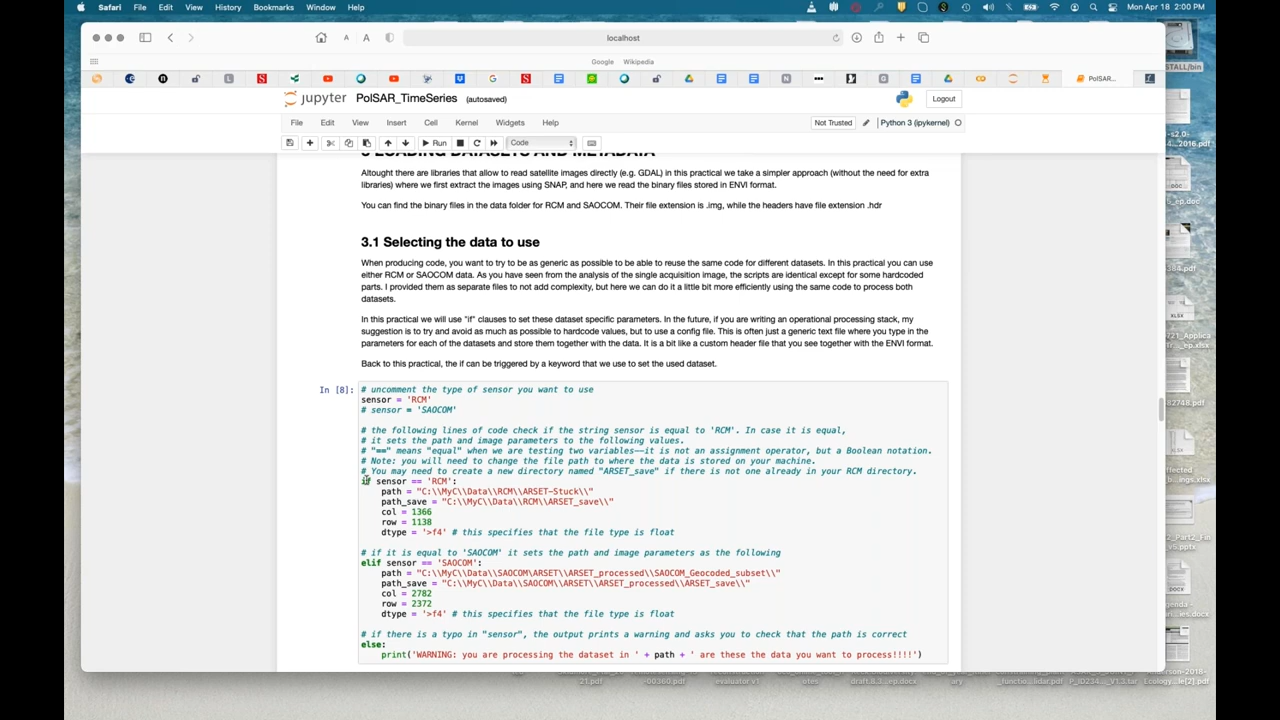 Safari File Edit View History Bookmarks Window Help Mon Apr 18 2:00 PM
A A localhost
Google Wikipedia
PolSAR...
jupyter PolSAR_TimeSeries (autosaved) Logout
File Edit View Insert Cell Kernel Widgets Help Not Trusted Python 3 (ipykernel)
Run Code
3 LOADING DATASETS AND METADATA
Altought there are libraries that allow to read satellite images directly (e.g. GDAL) in this practical we take a simpler approach (without the need for extra
libraries) where we first extract the images using SNAP, and here we read the binary files stored in ENVI format.
You can find the binary files in the data folder for RCM and SAOCOM. Their file extension is .img, while the headers have file extension .hdr
3.1 Selecting the data to use
When producing code, you want to try to be as generic as possible to be able to reuse the same code for different datasets. In this practical you can use
either RCM or SAOCOM data. As you have seen from the analysis of the single acquisition image, the scripts are identical except for some hardcoded
parts. I provided them as separate files to not add complexity, but here we can do it a little bit more efficiently using the same code to process both
datasets.
In this practical we will use "if" clauses to set these dataset specific parameters. In the future, if you are writing an operational processing stack, my
suggestion is to try and avoid as much as possible to hardcode values, but to use a config file. This is often just a generic text file where you type in the
parameters for each of the datasets and store them together with the data. It is a bit like a custom header file that you see together with the ENVI format.
Back to this practical, the if can be triggered by a keyword that we use to set the used dataset.
In [8]: # uncomment the type of sensor you want to use
sensor = 'RCM'
# sensor = 'SAOCOM'
# the following lines of code check if the string sensor is equal to 'RCM'. In case it is equal,
# it sets the path and image parameters to the following values.
# "==" means "equal" when we are testing two variables--it is not an assignment operator, but a Boolean notation.
# Note: you will need to change the file path to where the data is stored on your machine.
# You may need to create a new directory named "ARSET_save" if there is not one already in your RCM directory.
if sensor == 'RCM':
path = "C:\\MyC\\Data\\RCM\\ARSET-Stuck\\"
path_save = "C:\\MyC\\Data\\RCM\\ARSET_save\\"
col = 1366
row = 1138
dtype = '>f4' # this specifies that the file type is float
# if it is equal to 'SAOCOM' it sets the path and image parameters as the following
elif sensor == 'SAOCOM':
path = "C:\\MyC\\Data\\SAOCOM\ARSET\\ARSET_processed\\SAOCOM_Geocoded_subset\\"
path_save = "C:\\MyC\\Data\\SAOCOM\\ARSET\\ARSET_processed\\ARSET_save\\"
col = 2782
row = 2372
dtype = '>f4' # this specifies that the file type is float
# if there is a typo in "sensor", the output prints a warning and asks you to check that the path is correct
else:
print('WARNING: you are processing the dataset in ' + path + ' are these the data you want to process!!!!')